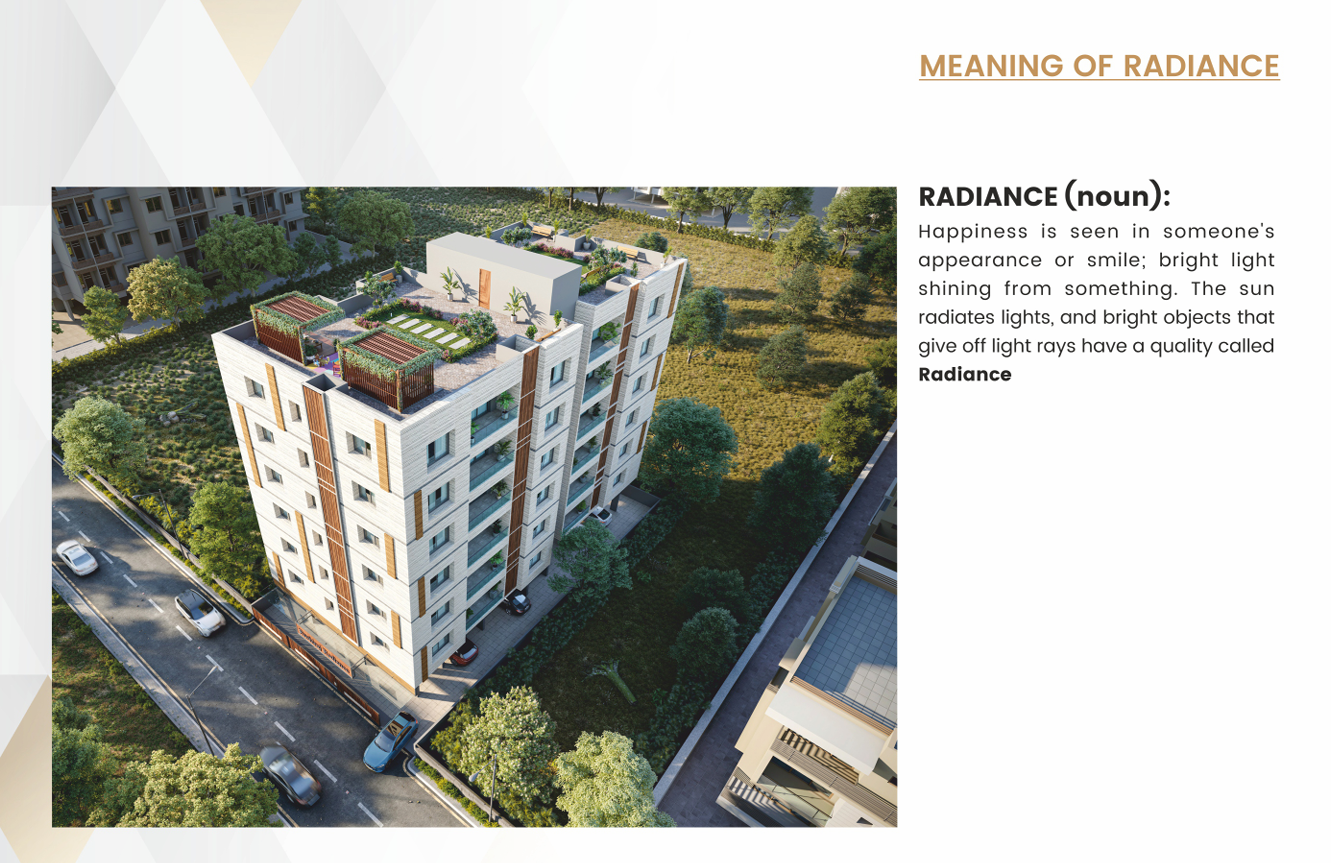 MEANING OF RADIANCE
RADIANCE (noun):
Happiness is seen in someone's
appearance or smile; bright light
shining from something. The sun
radiates lights, and bright objects that
give off light rays have a quality called
Radiance